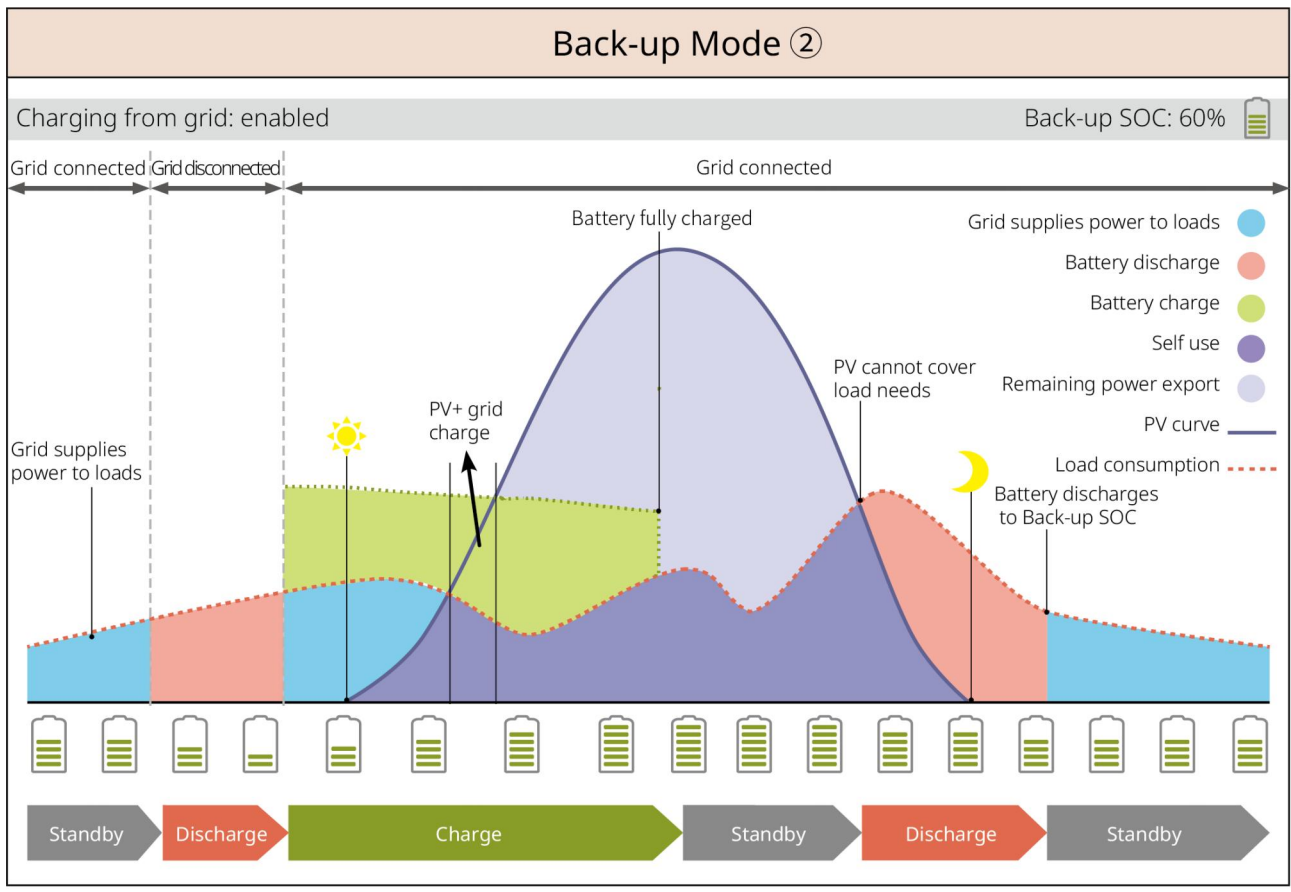 Back-up Mode ②
Charging from grid: enabled
Back-up SOC: 60%
Grid connected
Grid disconnected
Grid connected
Battery fully charged
Grid supplies power to loads
Battery discharge
Battery charge
Self use
Remaining power export
PV curve
Load consumption
PV cannot cover
load needs
PV+ grid
charge
Grid supplies
power to loads
Battery discharges
to Back-up SOC
Standby
Discharge
Charge
Standby
Discharge
Standby